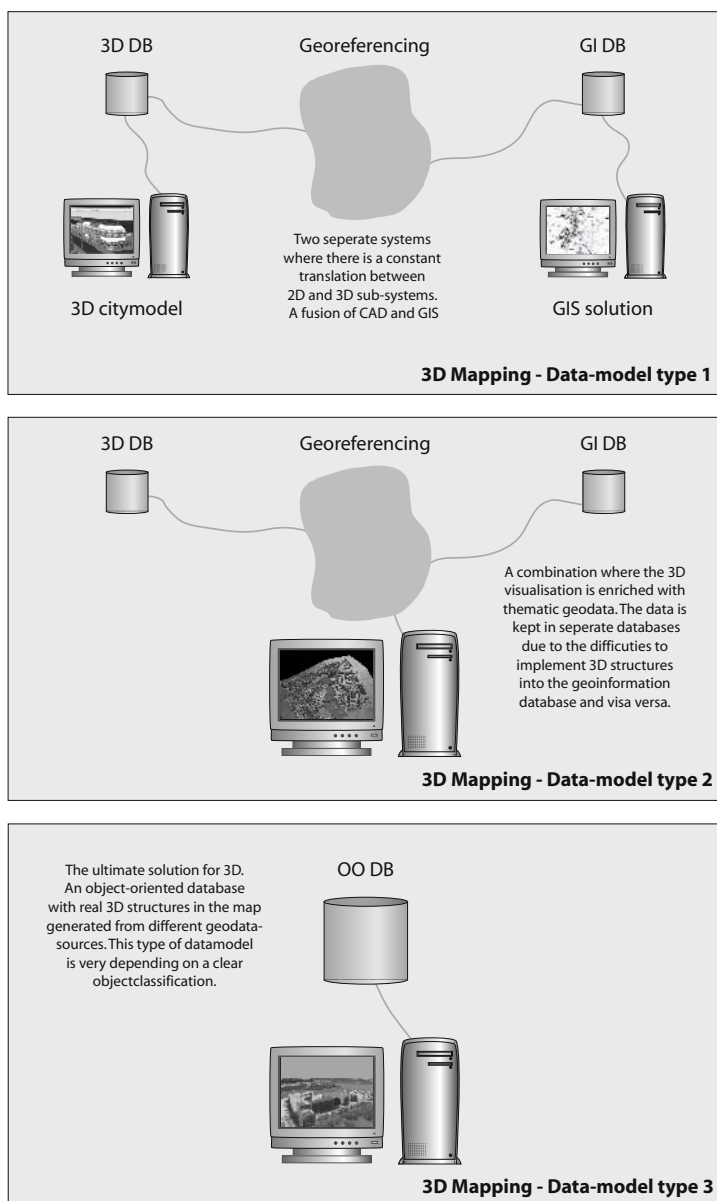 3D DB
Georeferencing
GI DB
Two seperate systems
where there is a constant
translation between
2D and 3D sub-systems.
A fusion of CAD and GIS
3D citymodel
GIS solution
3D Mapping - Data-model type 1
3D DB
Georeferencing
GI DB
A combination where the 3D
visualisation is enriched with
thematic geodata. The data is
kept in seperate databases
due to the difficuties to
implement 3D structures
into the geoinformation
database and visa versa.
3D Mapping - Data-model type 2
The ultimate solution for 3D.
An object-oriented database
with real 3D structures in the map
generated from different geodata-
sources. This type of datamodel
is very depending on a clear
objectclassification.
OO DB
3D Mapping - Data-model type 3